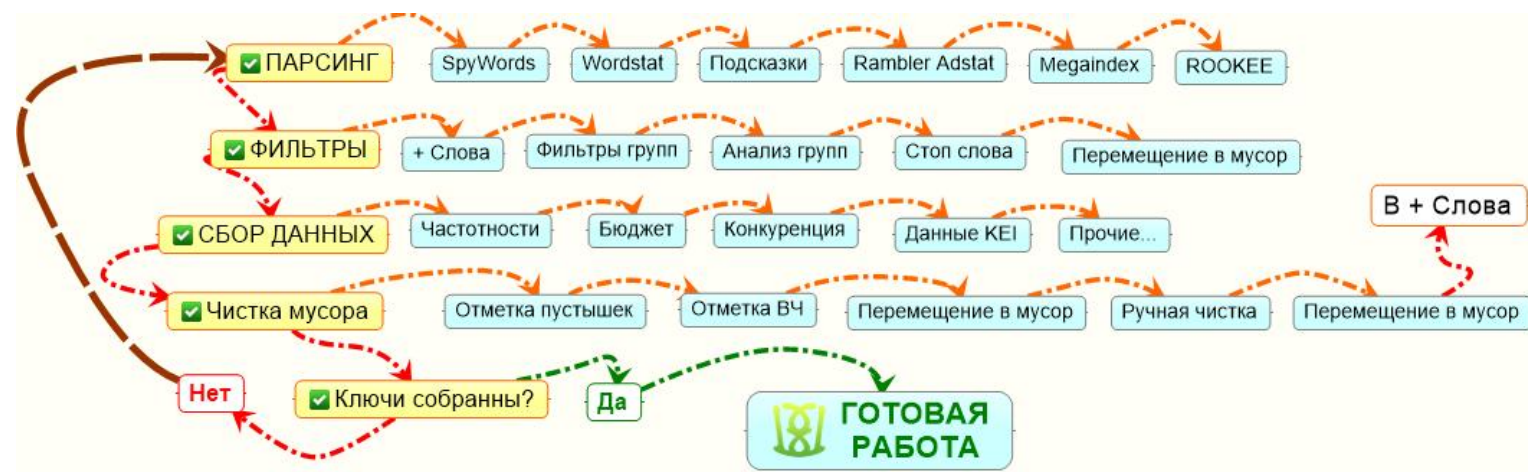 ПАРСИНГ
SpyWords
Wordstat
Подсказки
Rambler Adstat
Megaindex
ROOKEE
ФИЛЬТРЫ
+ Слова
Фильтры групп
Анализ групп
Стоп слова
Перемещение в мусор
В + Слова
СБОР ДАННЫХ
Частотности
Бюджет
Конкуренция
Данные KEI
Прочие...
Чистка мусора
Отметка пустышек
Отметка ВЧ
Перемещение в мусор
Ручная чистка
Перемещение в мусор
Нет
Ключи собранны?
Да
ГОТОВАЯ
РАБОТА